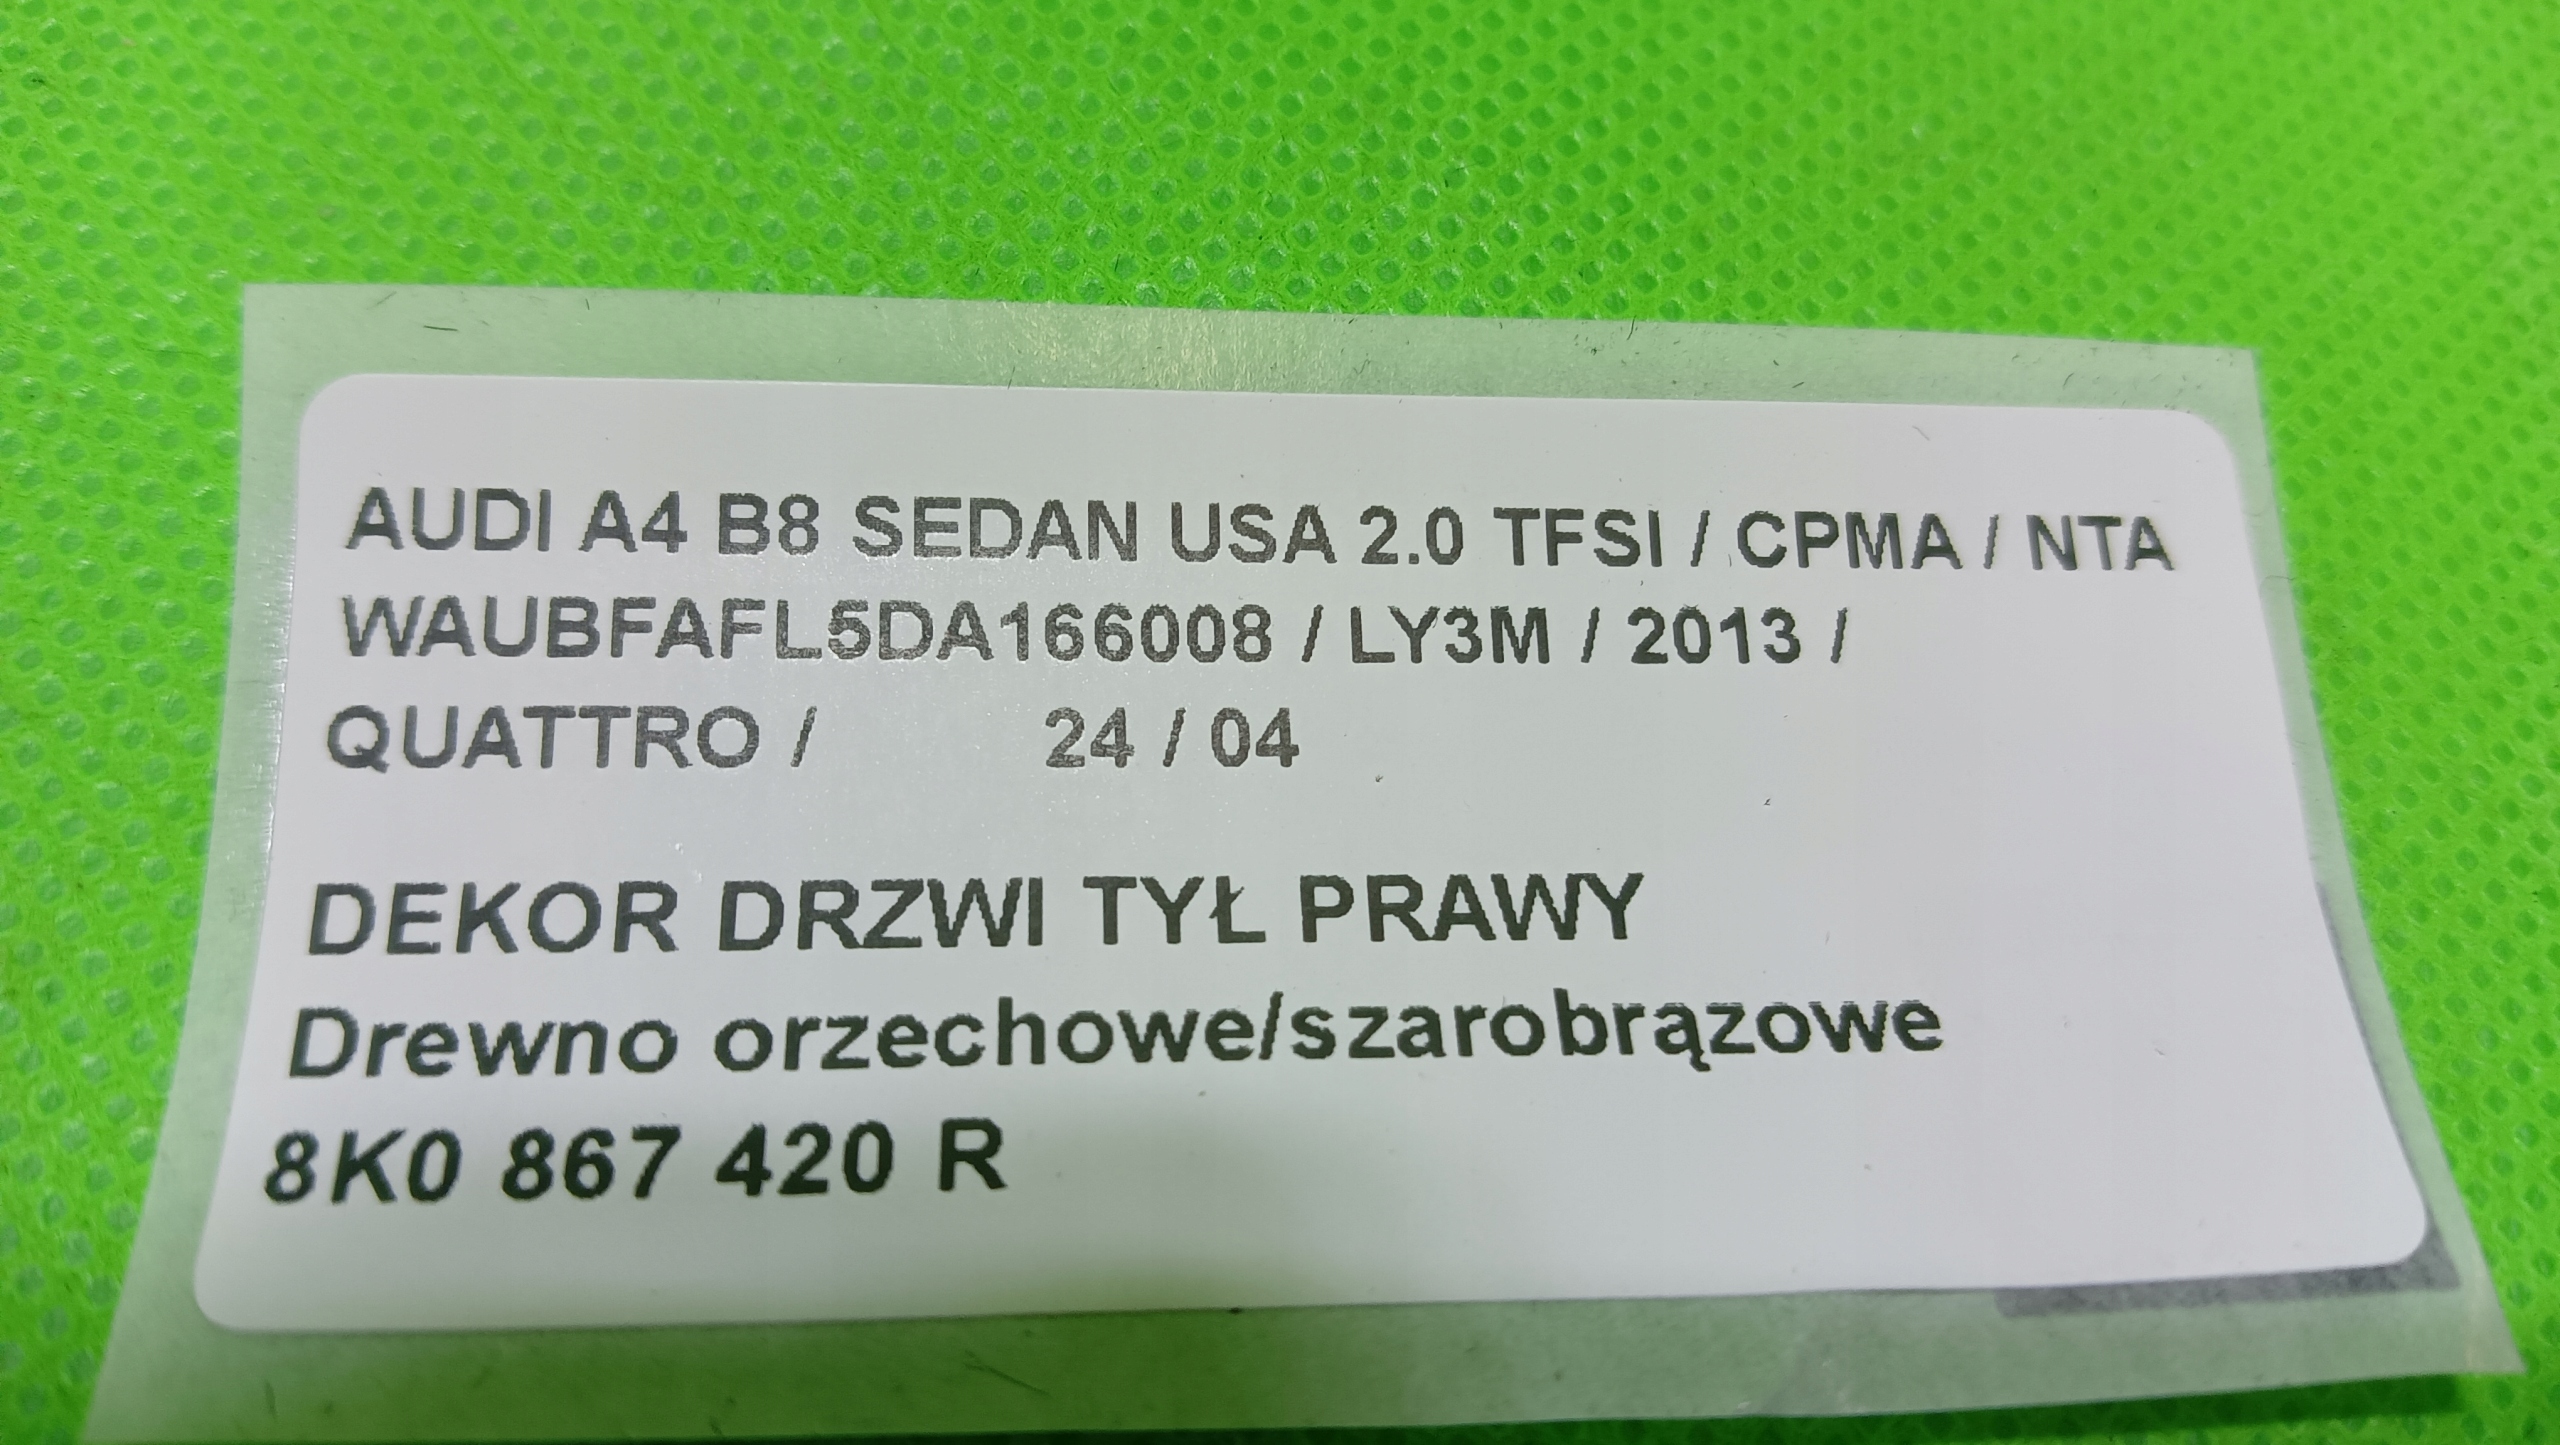 AUDI A4 B8 SEDAN USA 2.0 TFSI / CPMA / NTA
WAUBFAFL5DA166008 / LY3M / 2013 /
QUATTRO / 24 / 04
DEKOR DRZWI TYŁ PRAWY
Drewno orzechowe/szarobrązowe
8K0 867 420 R